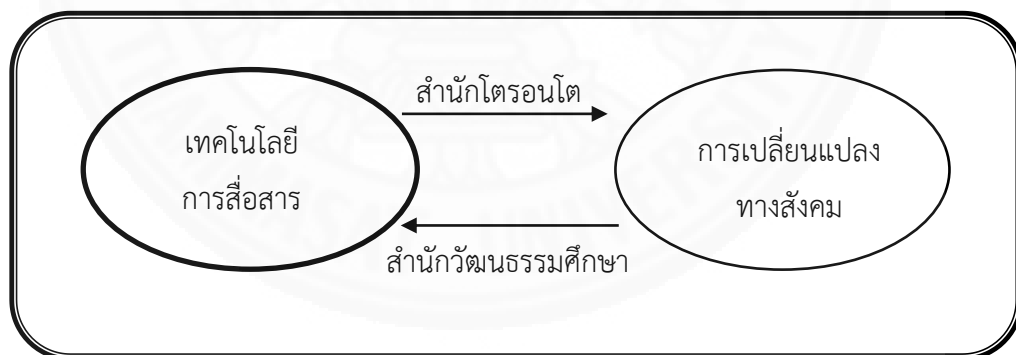 สำนักโตรอนโต
เทคโนโลยี
การสื่อสาร
การเปลี่ยนแปลง
ทางสังคม
สำนักวัฒนธรรมศึกษา